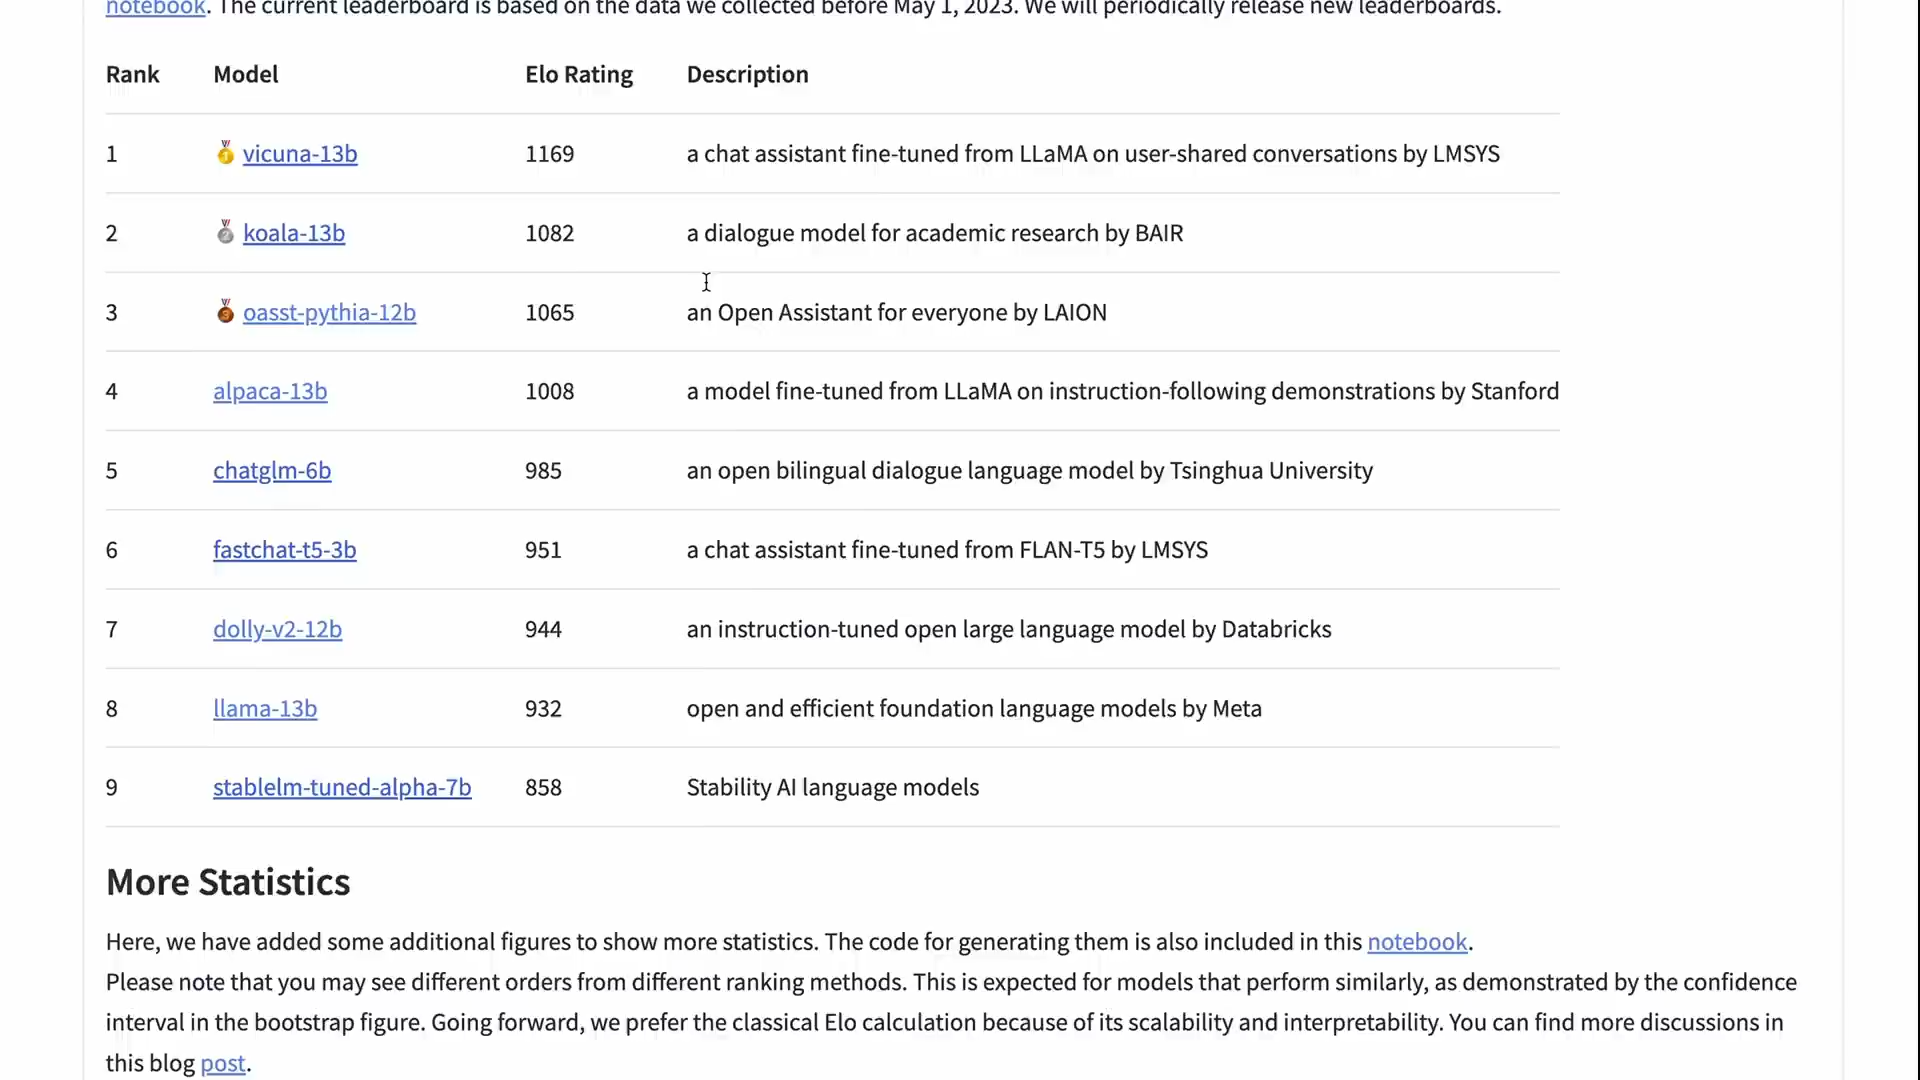 notebook. The current leaderboard is based on the data we collected before May 1, 2023. We will periodically release new leaderboards.
Rank Model Elo Rating Description
1 🥇 vicuna-13b 1169 a chat assistant fine-tuned from LLaMA on user-shared conversations by LMSYS
2 🥈 koala-13b 1082 a dialogue model for academic research by BAIR
3 🥉 oasst-pythia-12b 1065 an Open Assistant for everyone by LAION
4 alpaca-13b 1008 a model fine-tuned from LLaMA on instruction-following demonstrations by Stanford
5 chatglm-6b 985 an open bilingual dialogue language model by Tsinghua University
6 fastchat-t5-3b 951 a chat assistant fine-tuned from FLAN-T5 by LMSYS
7 dolly-v2-12b 944 an instruction-tuned open large language model by Databricks
8 llama-13b 932 open and efficient foundation language models by Meta
9 stablelm-tuned-alpha-7b 858 Stability AI language models
More Statistics
Here, we have added some additional figures to show more statistics. The code for generating them is also included in this notebook.
Please note that you may see different orders from different ranking methods. This is expected for models that perform similarly, as demonstrated by the confidence
interval in the bootstrap figure. Going forward, we prefer the classical Elo calculation because of its scalability and interpretability. You can find more discussions in
this blog post.